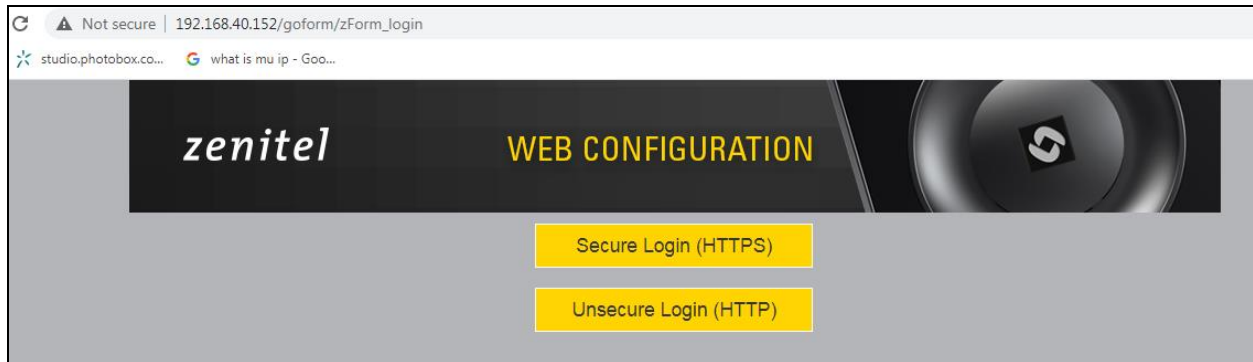 Not secure | 192.168.40.152/goform/zForm_login
studio.photobox.co... what is mu ip - Goo...
zenitel WEB CONFIGURATION
Secure Login (HTTPS)
Unsecure Login (HTTP)